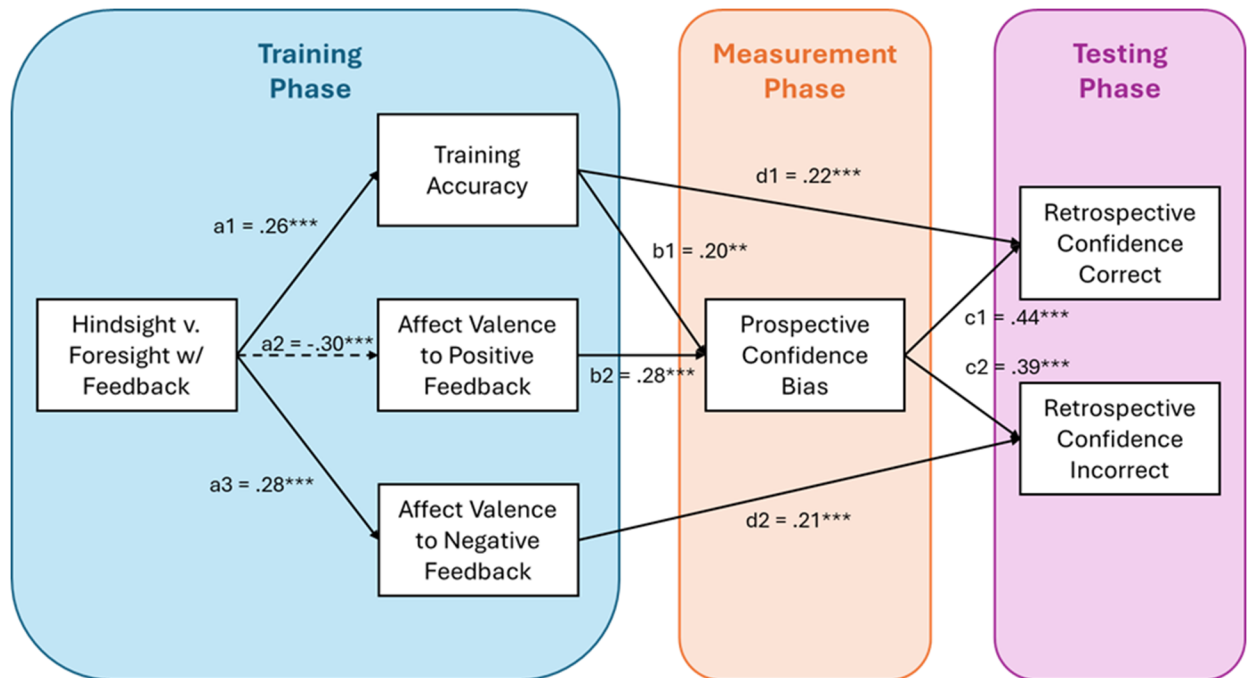 Training
Phase
Measurement
Phase
Testing
Phase
Training
Accuracy
d1 = .22***
Retrospective
Confidence
Correct
a1 = .26***
b1 = .20**
Hindsight v.
Foresight w/
Feedback
a2 = -.30***
Affect Valence
to Positive
Feedback
b2 = .28***
Prospective
Confidence
Bias
c1 = .44***
c2 = .39***
Retrospective
Confidence
Incorrect
a3 = .28***
Affect Valence
to Negative
Feedback
d2 = .21***